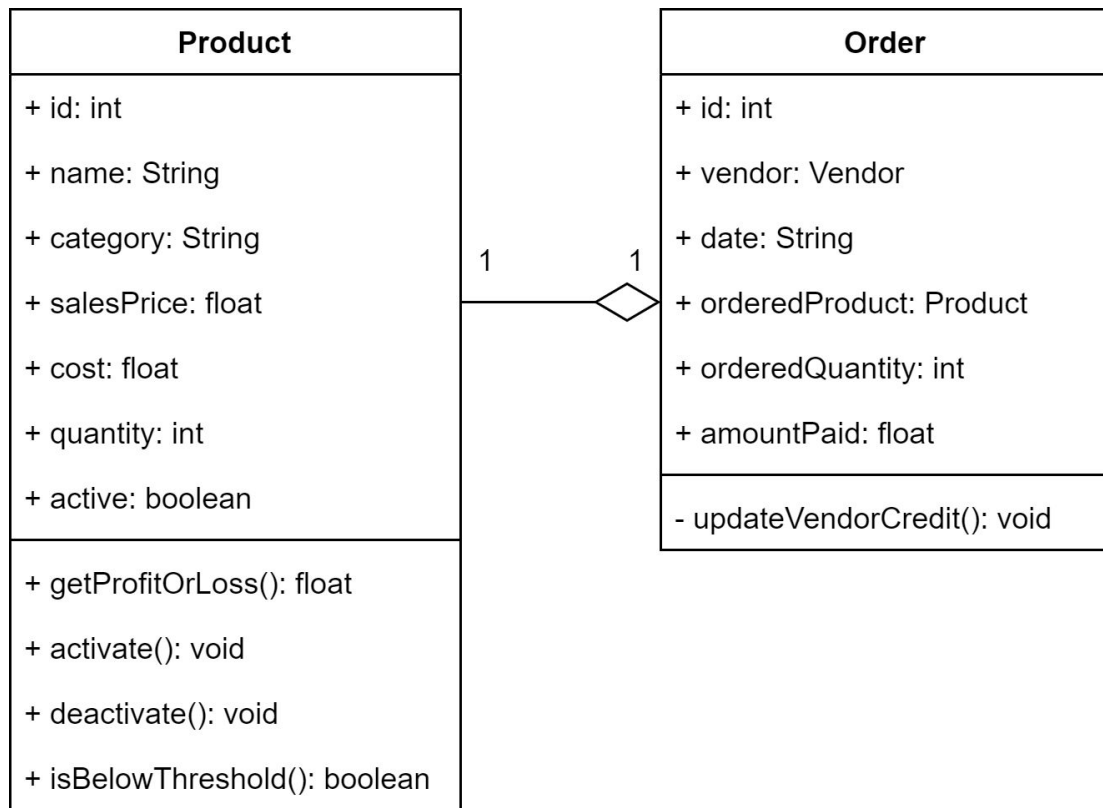 Product
+ id: int
+ name: String
+ category: String
+ salesPrice: float
+ cost: float
+ quantity: int
+ active: boolean
+ getProfitOrLoss(): float
+ activate(): void
+ deactivate(): void
+ isBelowThreshold(): boolean
1
1
Order
+ id: int
+ vendor: Vendor
+ date: String
+ orderedProduct: Product
+ orderedQuantity: int
+ amountPaid: float
- updateVendorCredit(): void